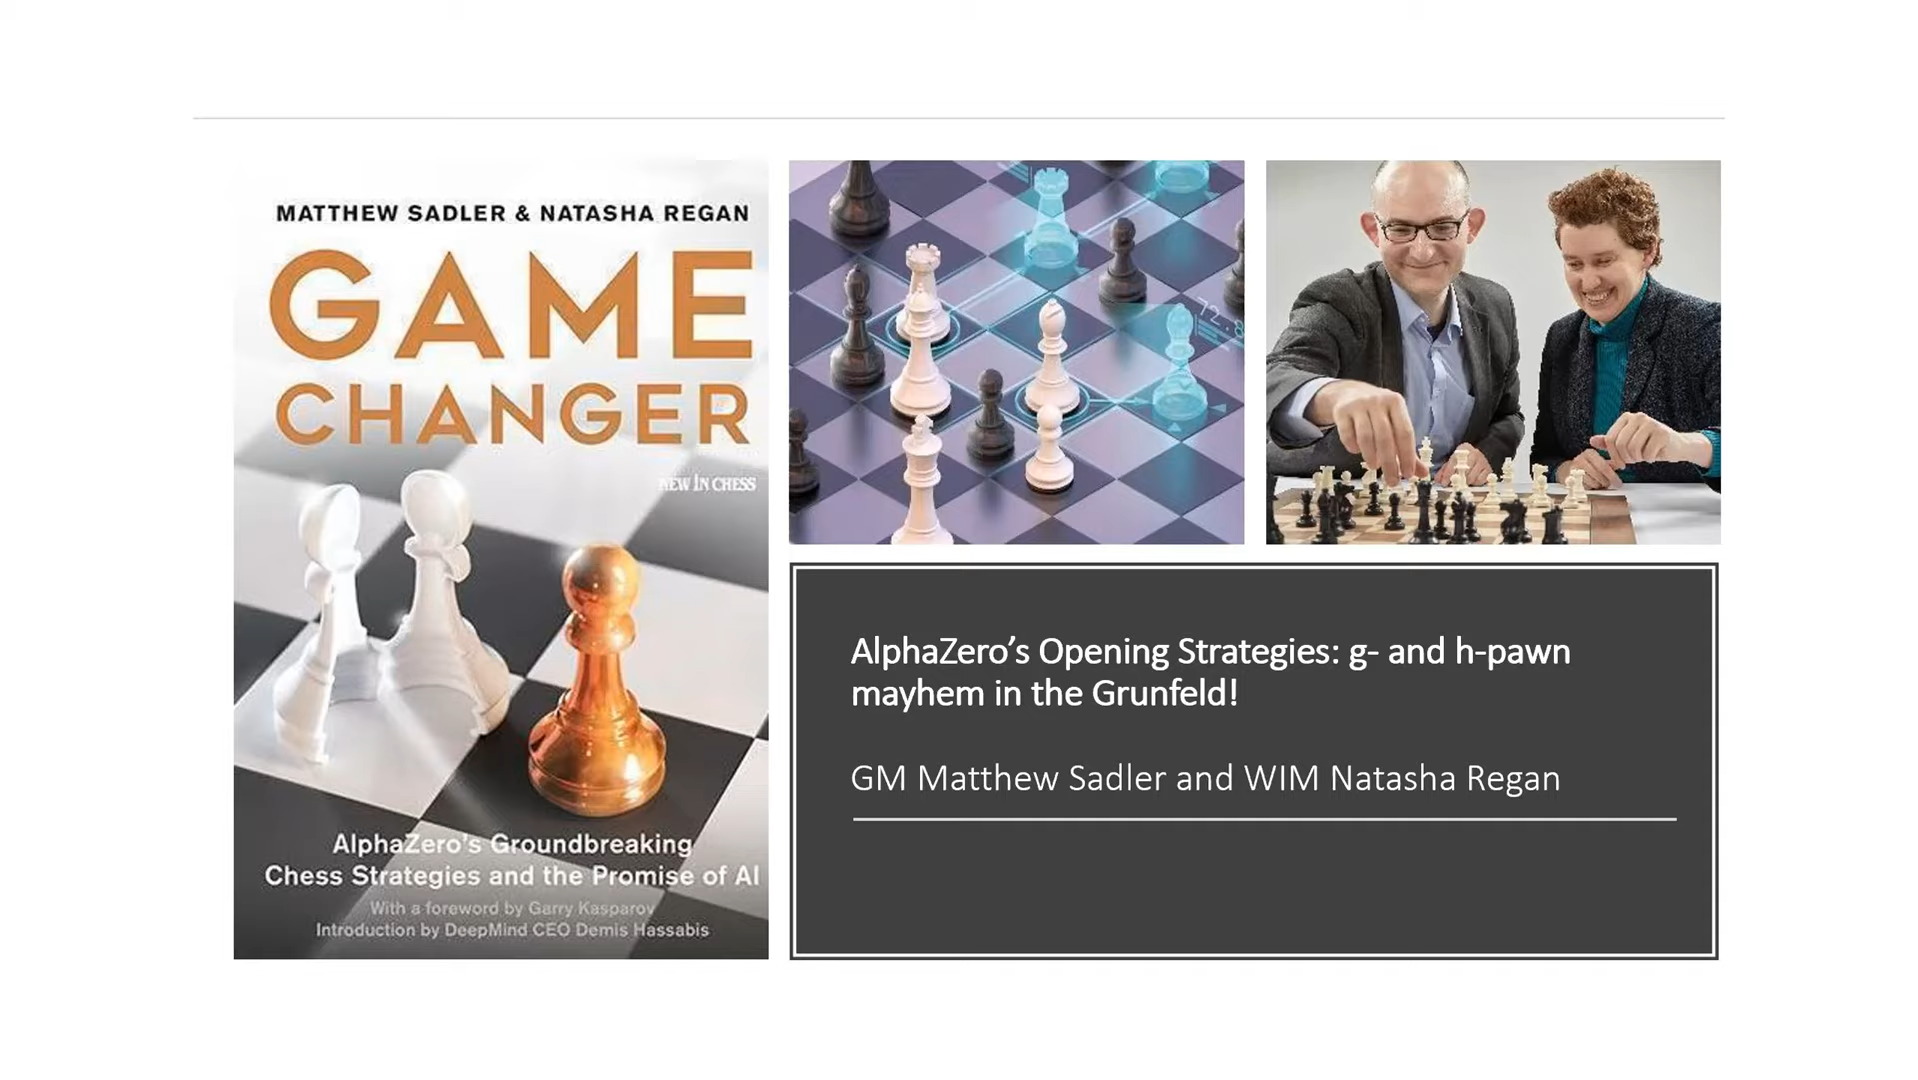 MATTHEW SADLER & NATASHA REGAN
GAME
CHANGER
NEW IN CHESS
AlphaZero's Groundbreaking
Chess Strategies and the Promise of AI
With a foreword by Garry Kasparov
Introduction by DeepMind CEO Demis Hassabis
72.8
AlphaZero’s Opening Strategies: g- and h-pawn
mayhem in the Grunfeld!
GM Matthew Sadler and WIM Natasha Regan